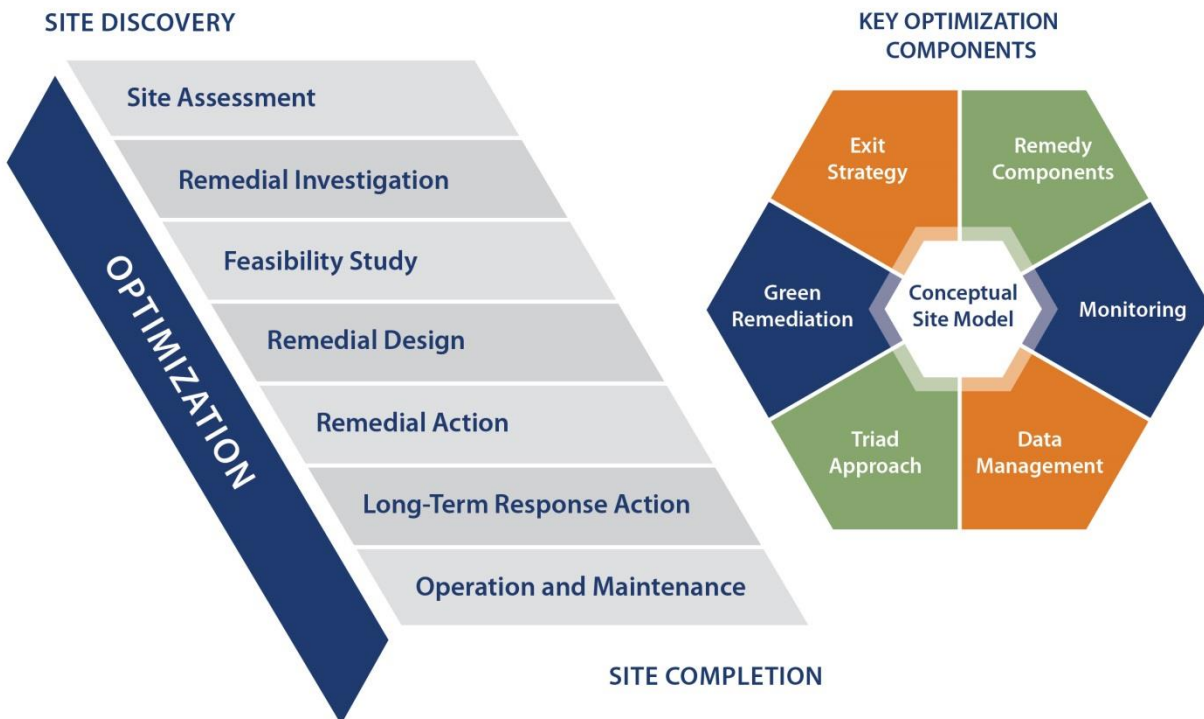 SITE DISCOVERY
Site Assessment
Remedial Investigation
Feasibility Study
Remedial Design
Remedial Action
Long-Term Response Action
Operation and Maintenance
OPTIMIZATION
SITE COMPLETION
KEY OPTIMIZATION
COMPONENTS
Exit
Strategy
Remedy
Components
Green
Remediation
Conceptual
Site Model
Monitoring
Triad
Approach
Data
Management